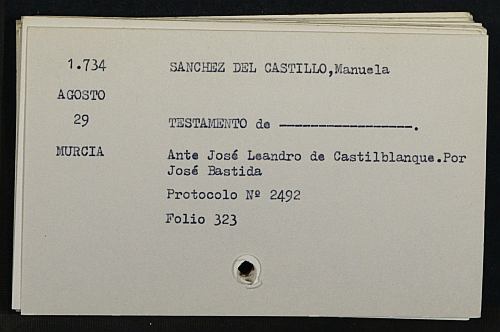 1.734 SANCHEZ DEL CASTILLO,Manuela
AGOSTO
29 TESTAMENTO de -----------------.
MURCIA Ante José Leandro de Castilblanque.Por
José Bastida
Protocolo Nº 2492
Folio 323